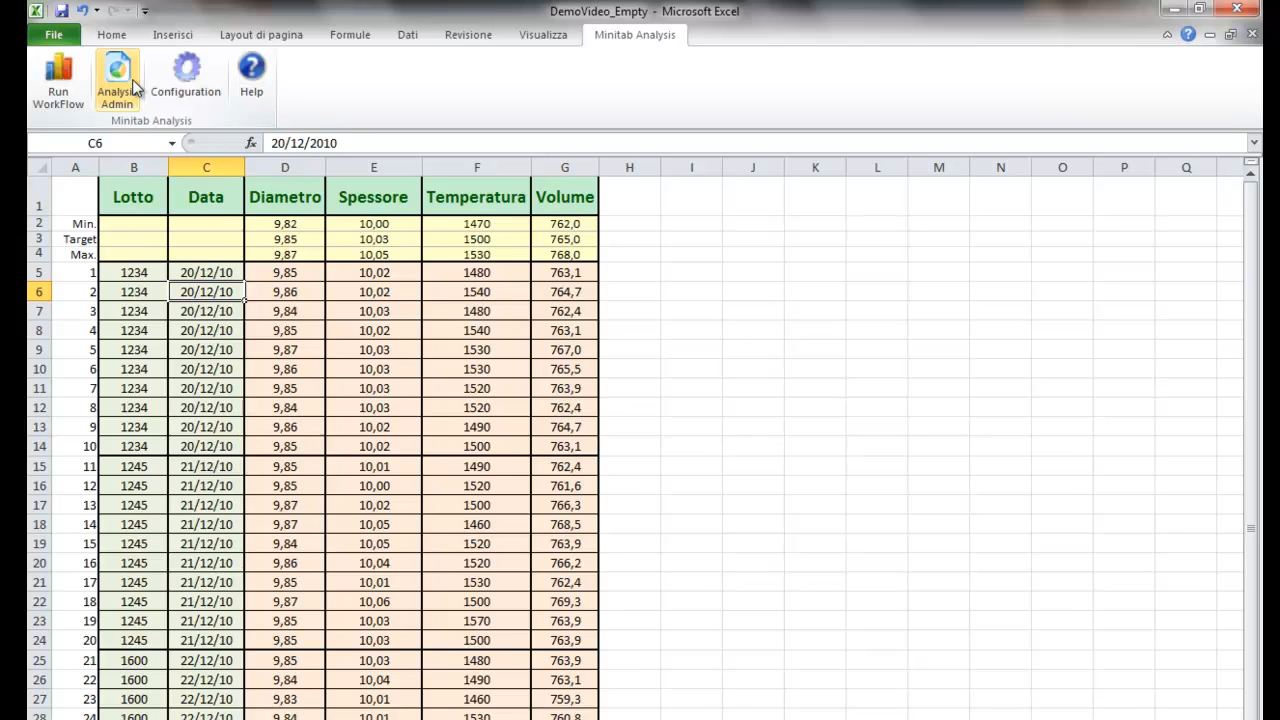 DemoVideo_Empty - Microsoft Excel
File Home Inserisci Layout di pagina Formule Dati Revisione Visualizza Minitab Analysis
Run WorkFlow Analysis Admin Configuration Help
Minitab Analysis
C6 fx 20/12/2010
A B C D E F G H I J K L M N O P Q
1 Lotto Data Diametro Spessore Temperatura Volume
2 Min. 9,82 10,00 1470 762,0
3 Target 9,85 10,03 1500 765,0
4 Max. 9,87 10,05 1530 768,0
5 1 1234 20/12/10 9,85 10,02 1480 763,1
6 2 1234 20/12/10 9,86 10,02 1540 764,7
7 3 1234 20/12/10 9,84 10,03 1480 762,4
8 4 1234 20/12/10 9,85 10,02 1540 763,1
9 5 1234 20/12/10 9,87 10,03 1530 767,0
10 6 1234 20/12/10 9,86 10,03 1530 765,5
11 7 1234 20/12/10 9,85 10,03 1520 763,9
12 8 1234 20/12/10 9,84 10,03 1520 762,4
13 9 1234 20/12/10 9,86 10,02 1490 764,7
14 10 1234 20/12/10 9,85 10,02 1500 763,1
15 11 1245 21/12/10 9,85 10,01 1490 762,4
16 12 1245 21/12/10 9,85 10,00 1520 761,6
17 13 1245 21/12/10 9,87 10,02 1500 766,3
18 14 1245 21/12/10 9,87 10,05 1460 768,5
19 15 1245 21/12/10 9,84 10,05 1520 763,9
20 16 1245 21/12/10 9,86 10,04 1520 766,2
21 17 1245 21/12/10 9,85 10,01 1530 762,4
22 18 1245 21/12/10 9,87 10,06 1500 769,3
23 19 1245 21/12/10 9,85 10,03 1570 763,9
24 20 1245 21/12/10 9,85 10,03 1500 763,9
25 21 1600 22/12/10 9,85 10,03 1480 763,9
26 22 1600 22/12/10 9,84 10,04 1490 763,1
27 23 1600 22/12/10 9,83 10,01 1460 759,3
28 24 1600 22/12/10 9,84 10,01 1530 760,8